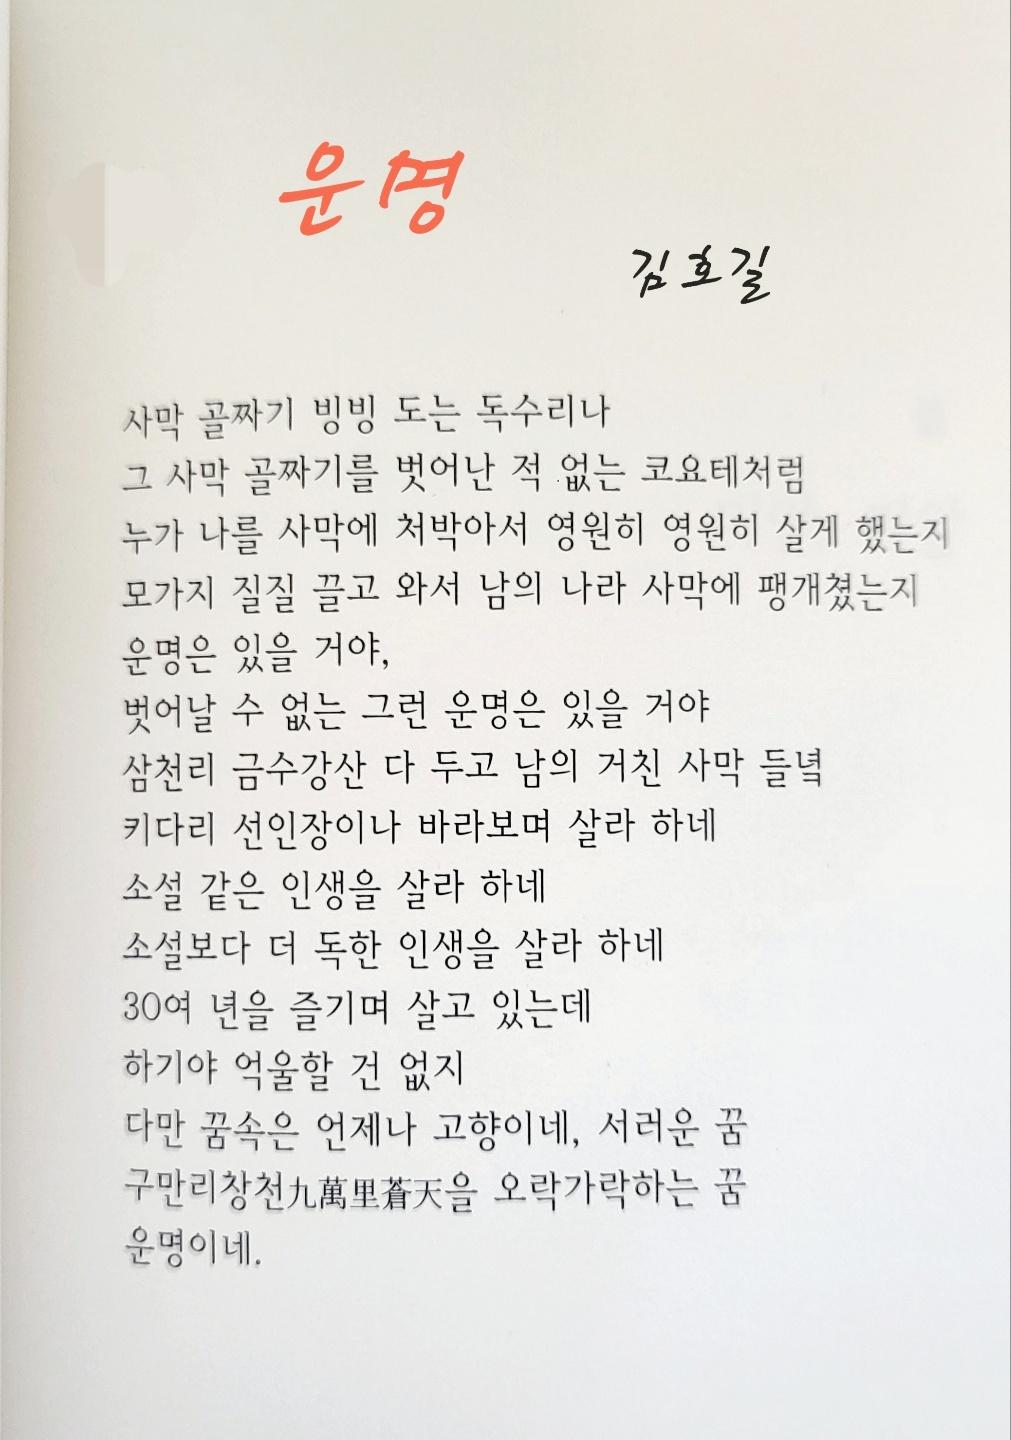 운명
김호길
사막 골짜기 빙빙 도는 독수리나
그 사막 골짜기를 벗어난 적 없는 코요테처럼
누가 나를 사막에 처박아서 영원히 영원히 살게 했는지
모가지 질질 끌고 와서 남의 나라 사막에 팽개쳤는지
운명은 있을 거야,
벗어날 수 없는 그런 운명은 있을 거야
삼천리 금수강산 다 두고 남의 거친 사막 들녘
키다리 선인장이나 바라보며 살라 하네
소설 같은 인생을 살라 하네
소설보다 더 독한 인생을 살라 하네
30여 년을 즐기며 살고 있는데
하기야 억울할 건 없지
다만 꿈속은 언제나 고향이네, 서러운 꿈
구만리창천九萬里蒼天을 오락가락하는 꿈
운명이네.